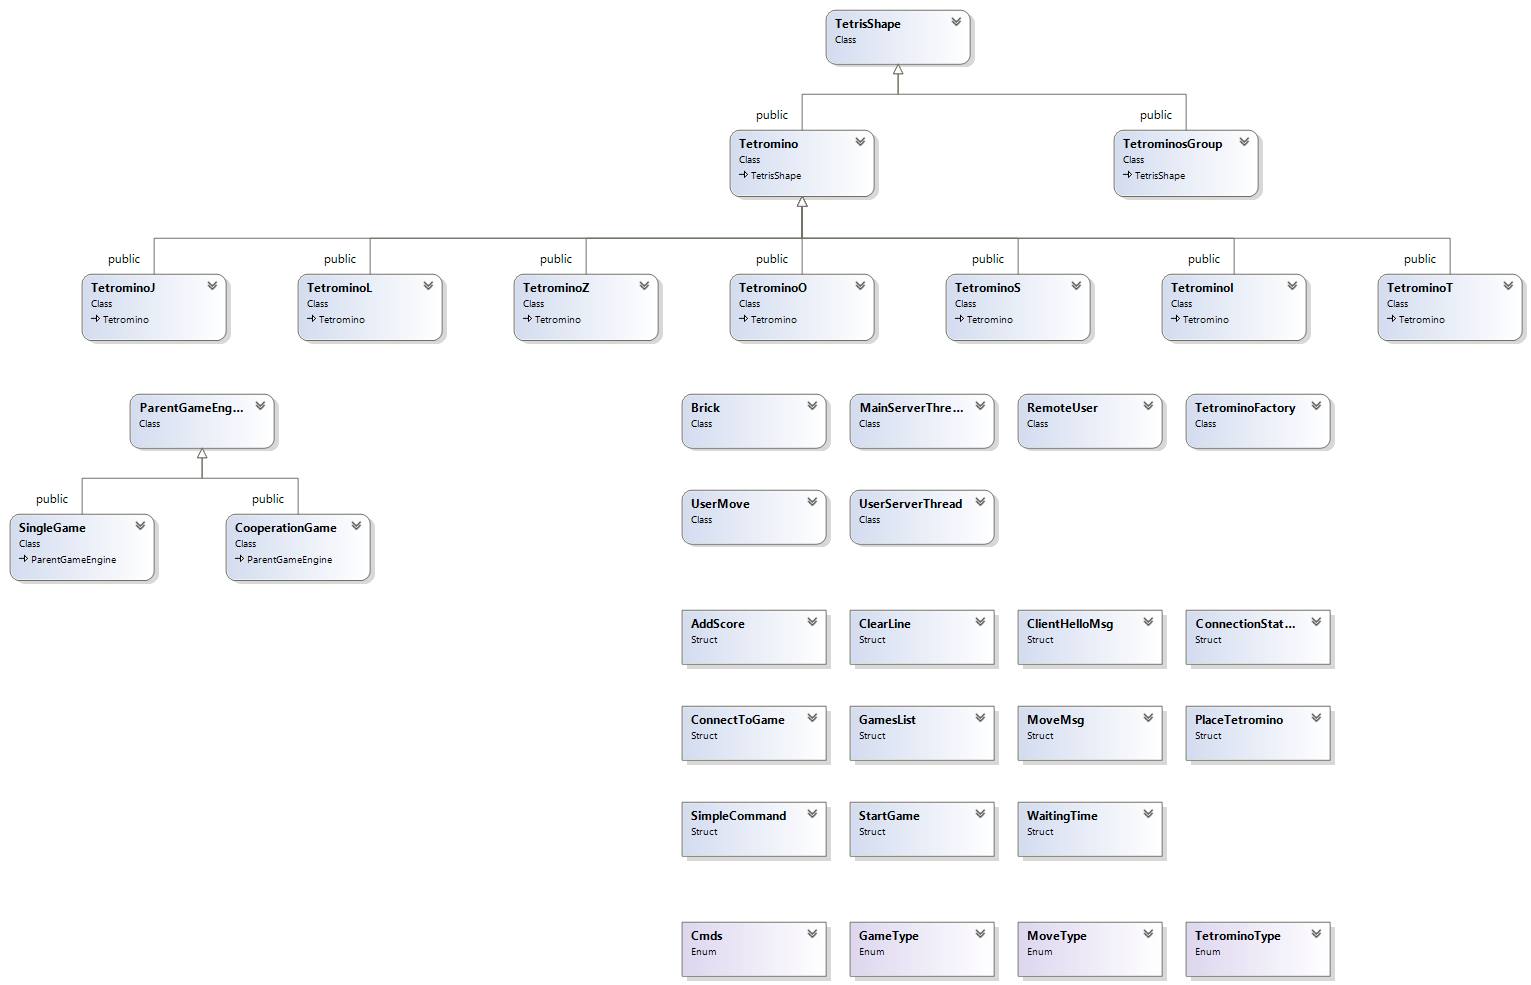 TetrisShape
Class
public
public
Tetromino
Class
TetrisShape
TetrominosGroup
Class
TetrisShape
public
public
public
public
public
public
public
TetrominoJ
Class
Tetromino
TetrominoL
Class
Tetromino
TetrominoZ
Class
Tetromino
TetrominoO
Class
Tetromino
TetrominoS
Class
Tetromino
TetrominoI
Class
Tetromino
TetrominoT
Class
Tetromino
ParentGameEng...
Class
Brick
Class
MainServerThre...
Class
RemoteUser
Class
TetrominoFactory
Class
public
public
SingleGame
Class
ParentGameEngine
CooperationGame
Class
ParentGameEngine
UserMove
Class
UserServerThread
Class
AddScore
Struct
ClearLine
Struct
ClientHelloMsg
Struct
ConnectionStat...
Struct
ConnectToGame
Struct
GamesList
Struct
MoveMsg
Struct
PlaceTetromino
Struct
SimpleCommand
Struct
StartGame
Struct
WaitingTime
Struct
Cmds
Enum
GameType
Enum
MoveType
Enum
TetrominoType
Enum